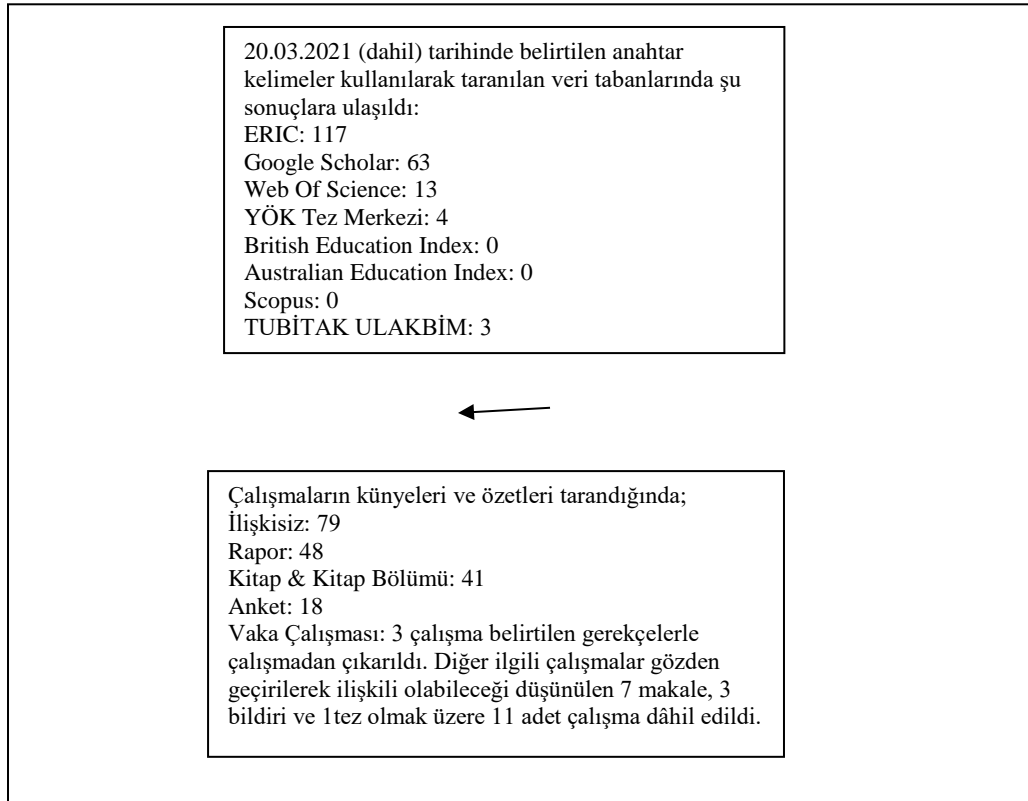 20.03.2021 (dahil) tarihinde belirtilen anahtar
kelimeler kullanılarak taranılan veri tabanlarında şu
sonuçlara ulaşıldı:
ERIC: 117
Google Scholar: 63
Web Of Science: 13
YÖK Tez Merkezi: 4
British Education Index: 0
Australian Education Index: 0
Scopus: 0
TUBİTAK ULAKBİM: 3
Çalışmaların künyeleri ve özetleri tarandığında;
İlişkisiz: 79
Rapor: 48
Kitap & Kitap Bölümü: 41
Anket: 18
Vaka Çalışması: 3 çalışma belirtilen gerekçelerle
çalışmadan çıkarıldı. Diğer ilgili çalışmalar gözden
geçirilerek ilişkili olabileceği düşünülen 7 makale, 3
bildiri ve 1tez olmak üzere 11 adet çalışma dâhil edildi.